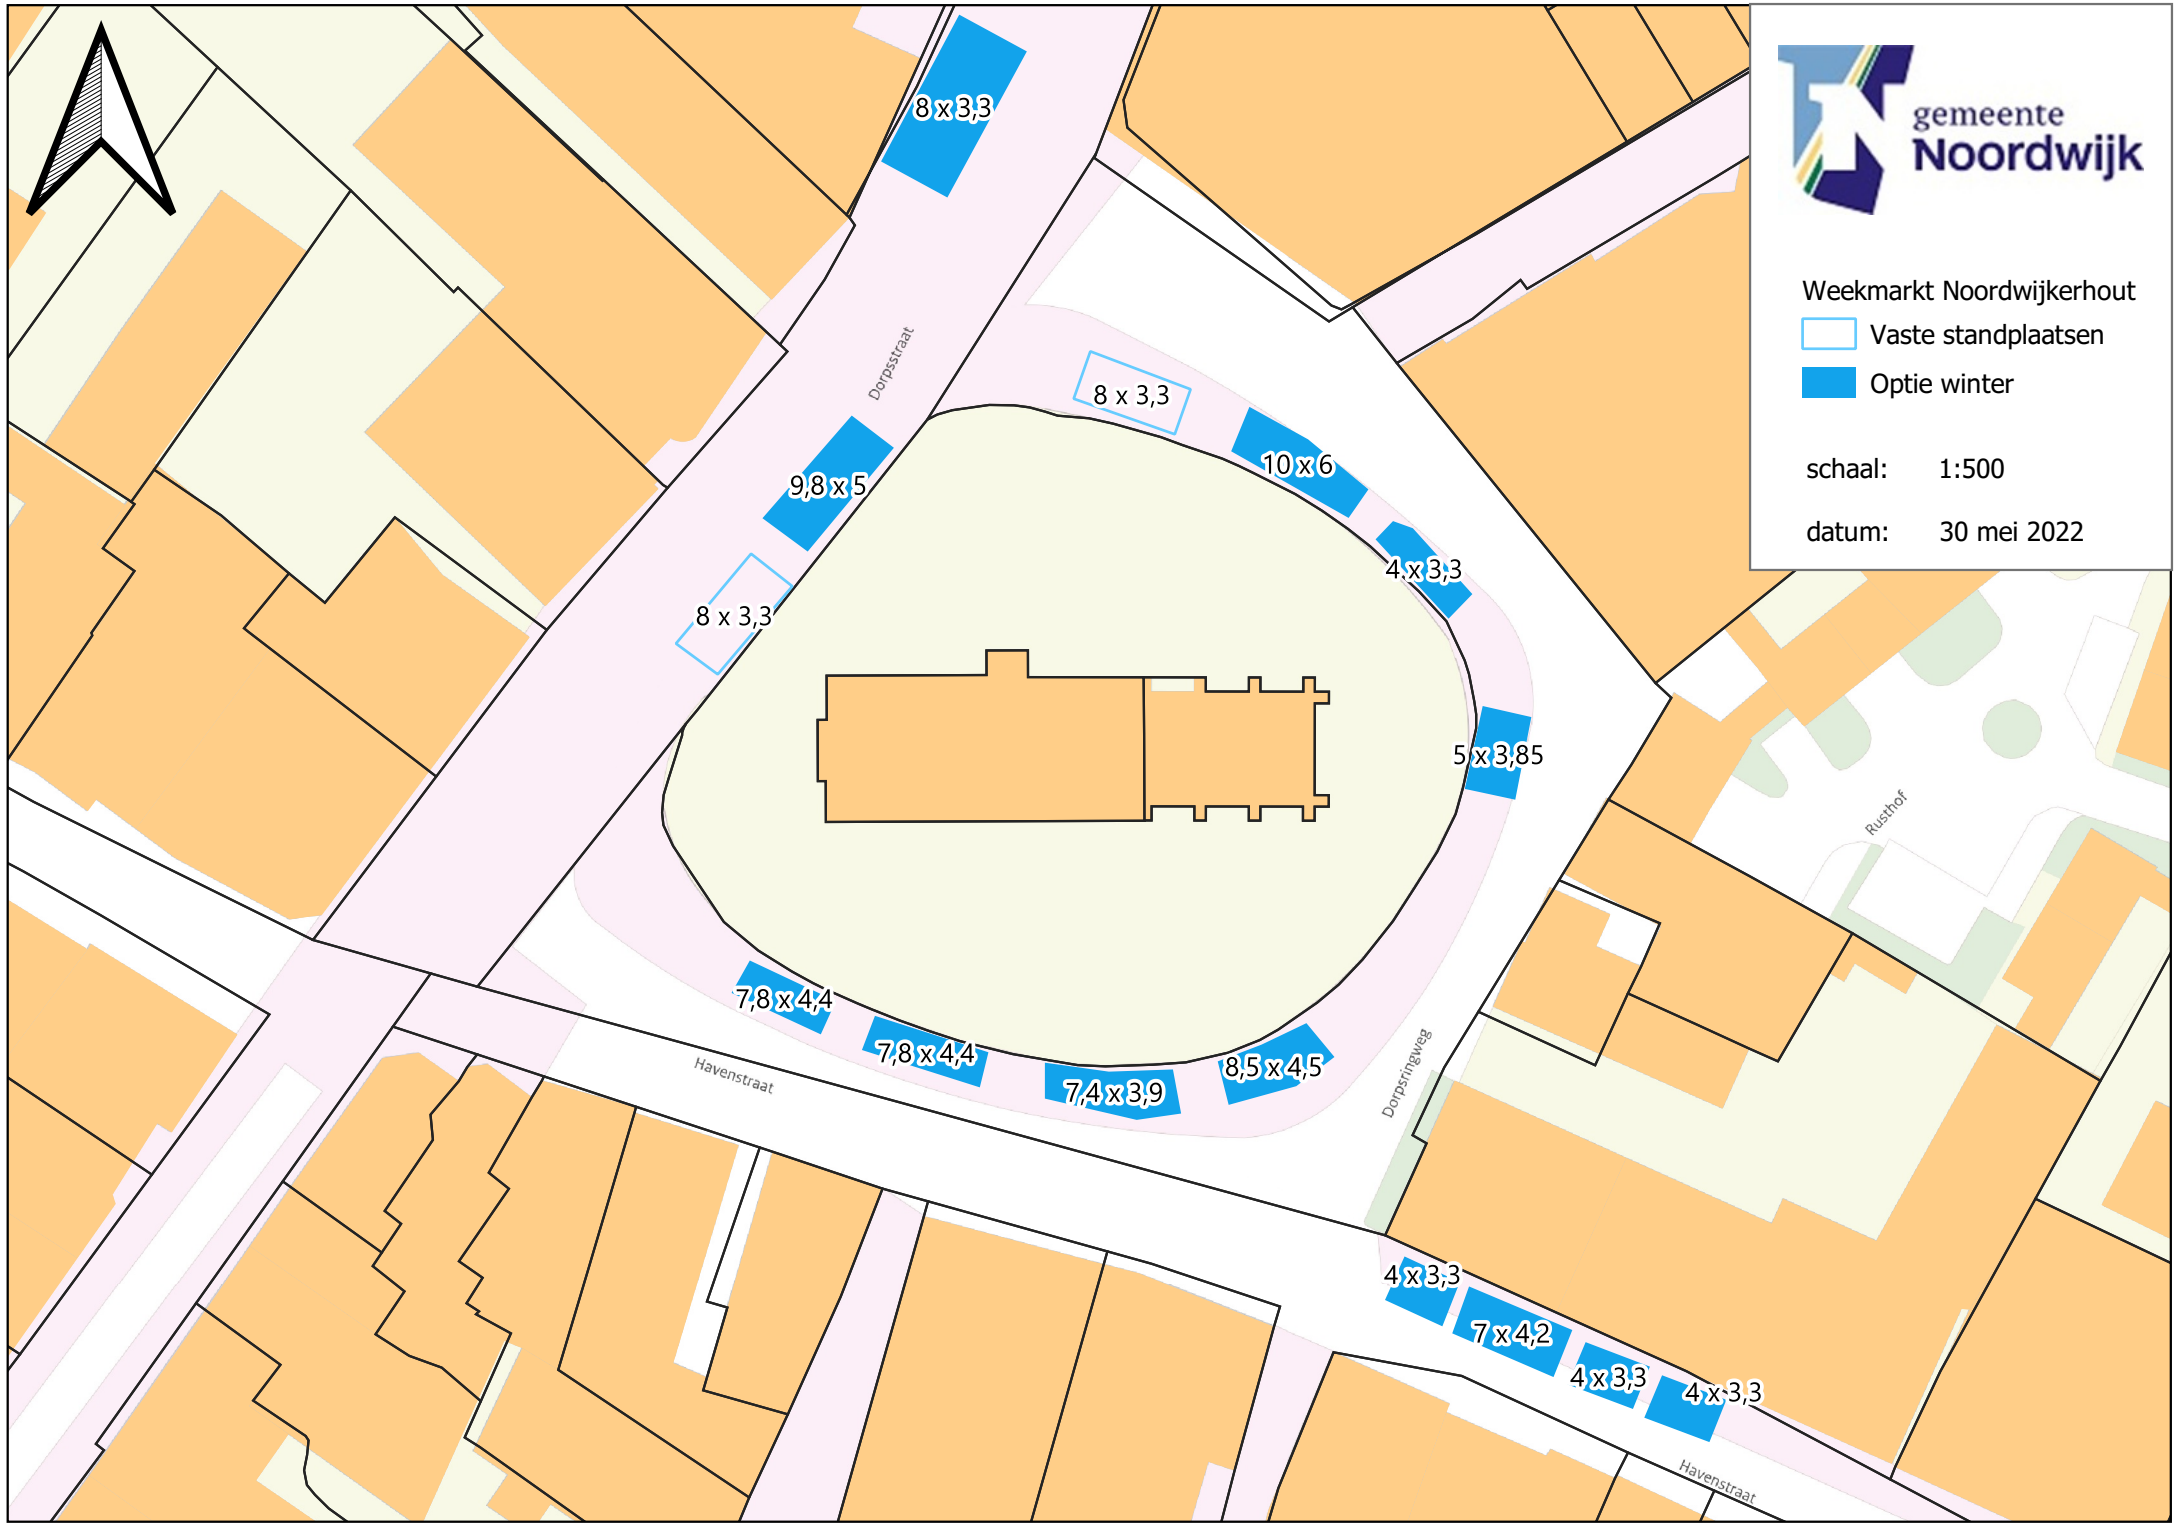 8 x 3,3
gemeente
Noordwijk
Weekmarkt Noordwijkerhout
Vaste standplaatsen
Optie winter
schaal: 1:500
datum: 30 mei 2022
Dorpsstraat
8 x 3,3
10 x 6
9,8 x 5
4 x 3,3
8 x 3,3
5 x 3,85
Rusthof
7,8 x 4,4
7,8 x 4,4
7,4 x 3,9
8,5 x 4,5
Havenstraat
Dorpsringweg
4 x 3,3
7 x 4,2
4 x 3,3
4 x 3,3
Havenstraat